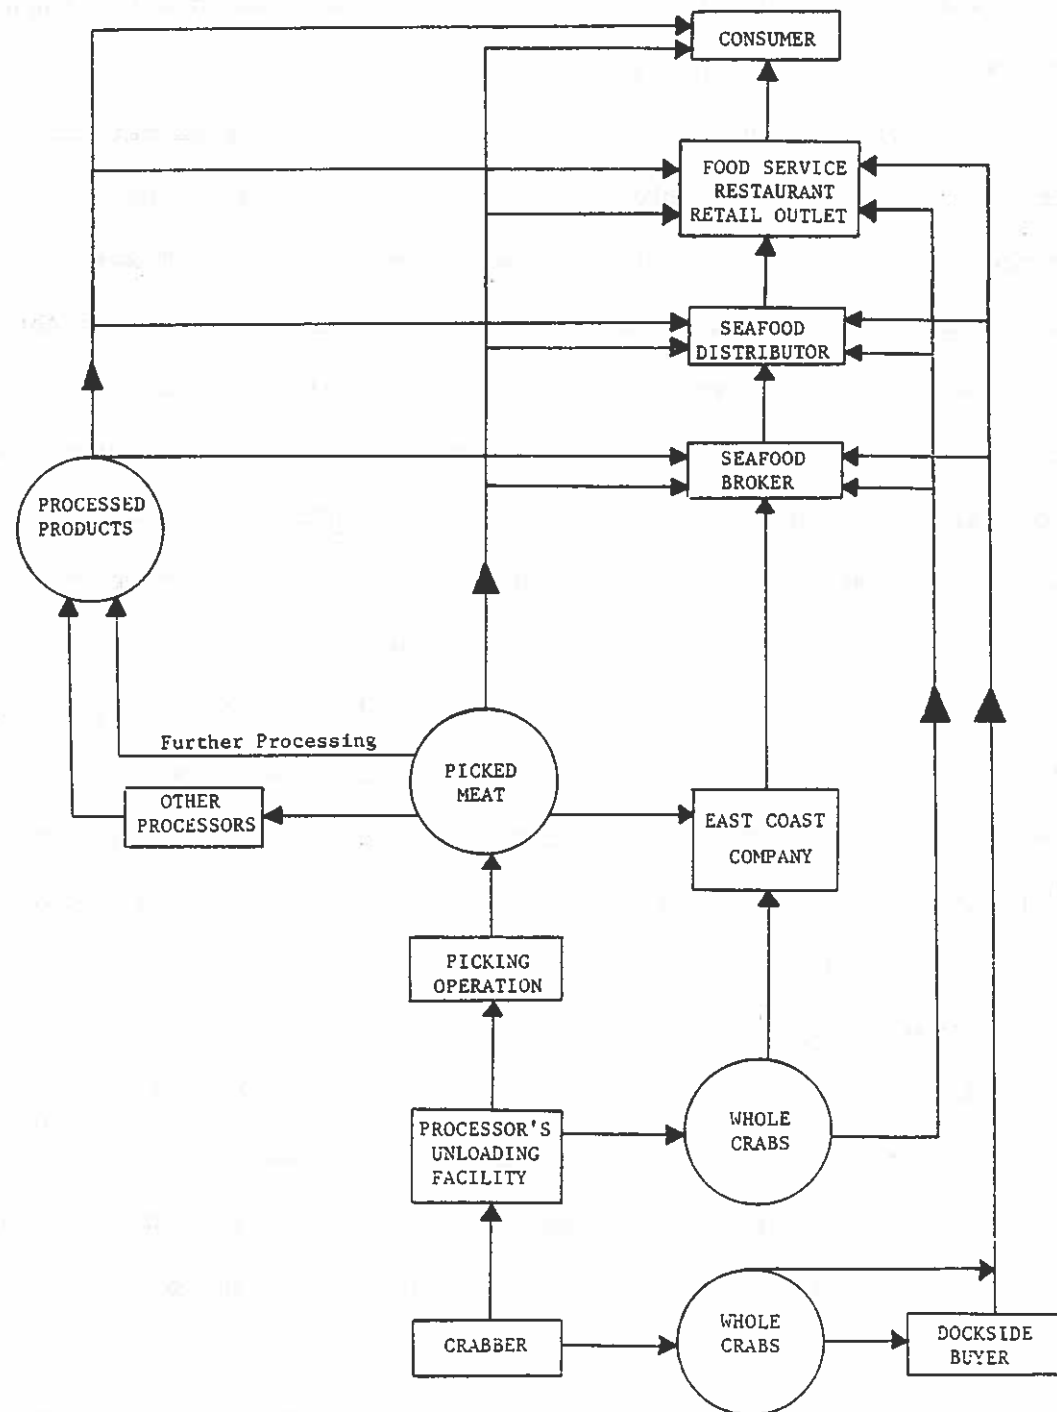 CONSUMER
FOOD SERVICE
RESTAURANT
RETAIL OUTLET
SEAFOOD
DISTRIBUTOR
SEAFOOD
BROKER
PROCESSED
PRODUCTS
Further Processing
PICKED
MEAT
OTHER
PROCESSORS
EAST COAST
COMPANY
PICKING
OPERATION
PROCESSOR'S
UNLOADING
FACILITY
WHOLE
CRABS
CRABBER
WHOLE
CRABS
DOCKSIDE
BUYER